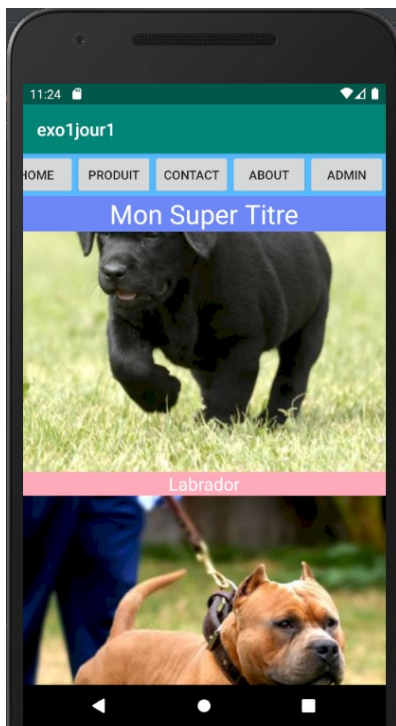 11:24
exo1jour1
HOME PRODUIT CONTACT ABOUT ADMIN
Mon Super Titre
Labrador